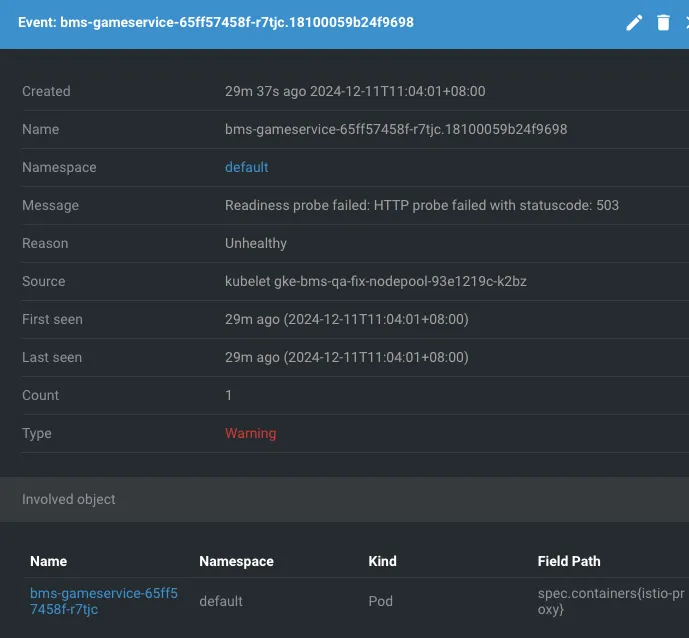 Event: bms-gameservice-65ff57458f-r7tjc.18100059b24f9698
Created 29m 37s ago 2024-12-11T11:04:01+08:00
Name bms-gameservice-65ff57458f-r7tjc.18100059b24f9698
Namespace default
Message Readiness probe failed: HTTP probe failed with statuscode: 503
Reason Unhealthy
Source kubelet gke-bms-qa-fix-nodepool-93e1219c-k2bz
First seen 29m ago (2024-12-11T11:04:01+08:00)
Last seen 29m ago (2024-12-11T11:04:01+08:00)
Count 1
Type Warning
Involved object
Name Namespace Kind Field Path
bms-gameservice-65ff5 spec.containers{istio-pr
default Pod
7458f-r7tjc oxy}